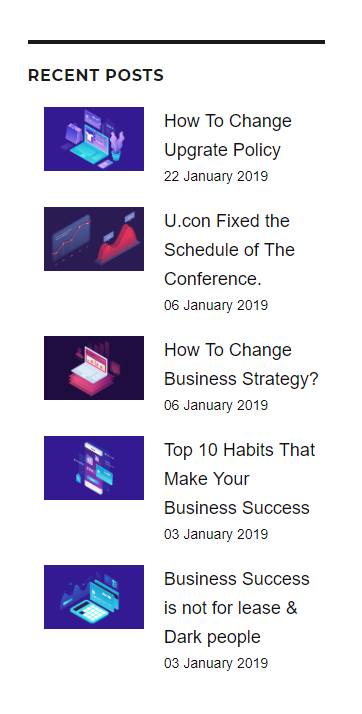 RECENT POSTS
How To Change
Upgrate Policy
22 January 2019
U.con Fixed the
Schedule of The
Conference.
06 January 2019
How To Change
Business Strategy?
06 January 2019
Top 10 Habits That
Make Your
Business Success
03 January 2019
Business Success
is not for lease &
Dark people
03 January 2019